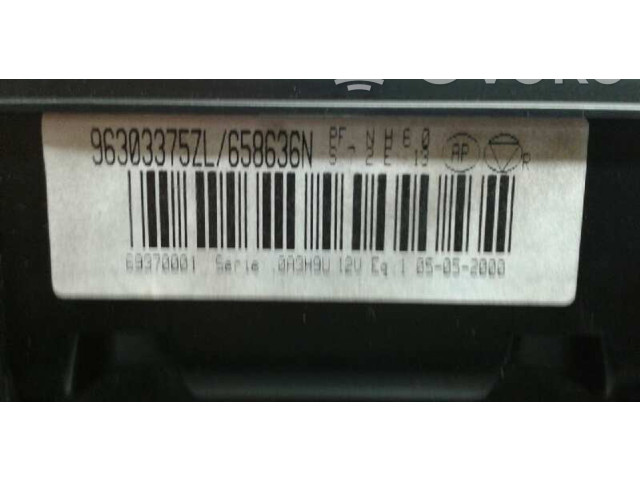 96303375ZL/658636N
AP
R
69370001 Serie .0A3H9U 12V Eq 1 05-05-2000